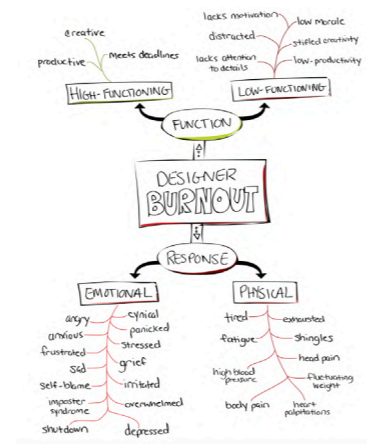 creative
productive
meets deadlines
HIGH-FUNCTIONING
lacks motivation
low morale
distracted
stifled creativity
lacks attention
to details
low-productivity
LOW-FUNCTIONING
FUNCTION
DESIGNER
BURNOUT
RESPONSE
EMOTIONAL
angry
cynical
anxious
panicked
frustrated
stressed
sad
grief
self-blame
irritated
imposter
syndrome
overwhelmed
shutdown
depressed
PHYSICAL
tired
exhausted
fatigue
shingles
head pain
high blood
pressure
fluctuating
weight
body pain
heart
palpitations